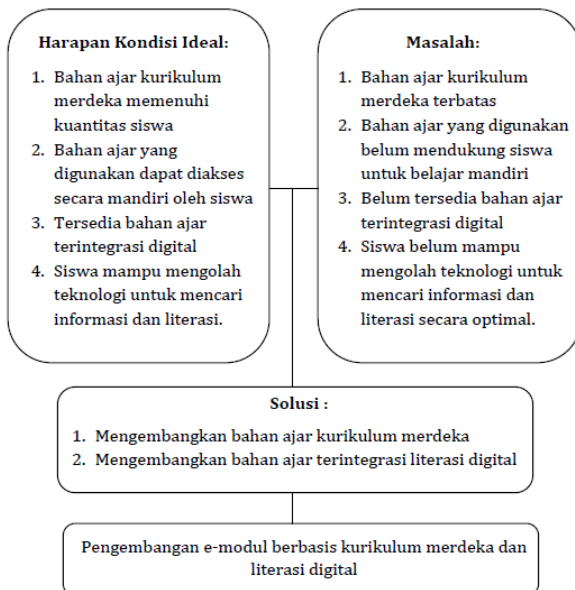 Harapan Kondisi Ideal:
1. Bahan ajar kurikulum
merdeka memenuhi
kuantitas siswa
2. Bahan ajar yang
digunakan dapat diakses
secara mandiri oleh siswa
3. Tersedia bahan ajar
terintegrasi digital
4. Siswa mampu mengolah
teknologi untuk mencari
informasi dan literasi.
Masalah:
1. Bahan ajar kurikulum
merdeka terbatas
2. Bahan ajar yang digunakan
belum mendukung siswa
untuk belajar mandiri
3. Belum tersedia bahan ajar
terintegrasi digital
4. Siswa belum mampu
mengolah teknologi untuk
mencari informasi dan
literasi secara optimal.
Solusi :
1. Mengembangkan bahan ajar kurikulum merdeka
2. Mengembangkan bahan ajar terintegrasi literasi digital
Pengembangan e-modul berbasis kurikulum merdeka dan
literasi digital